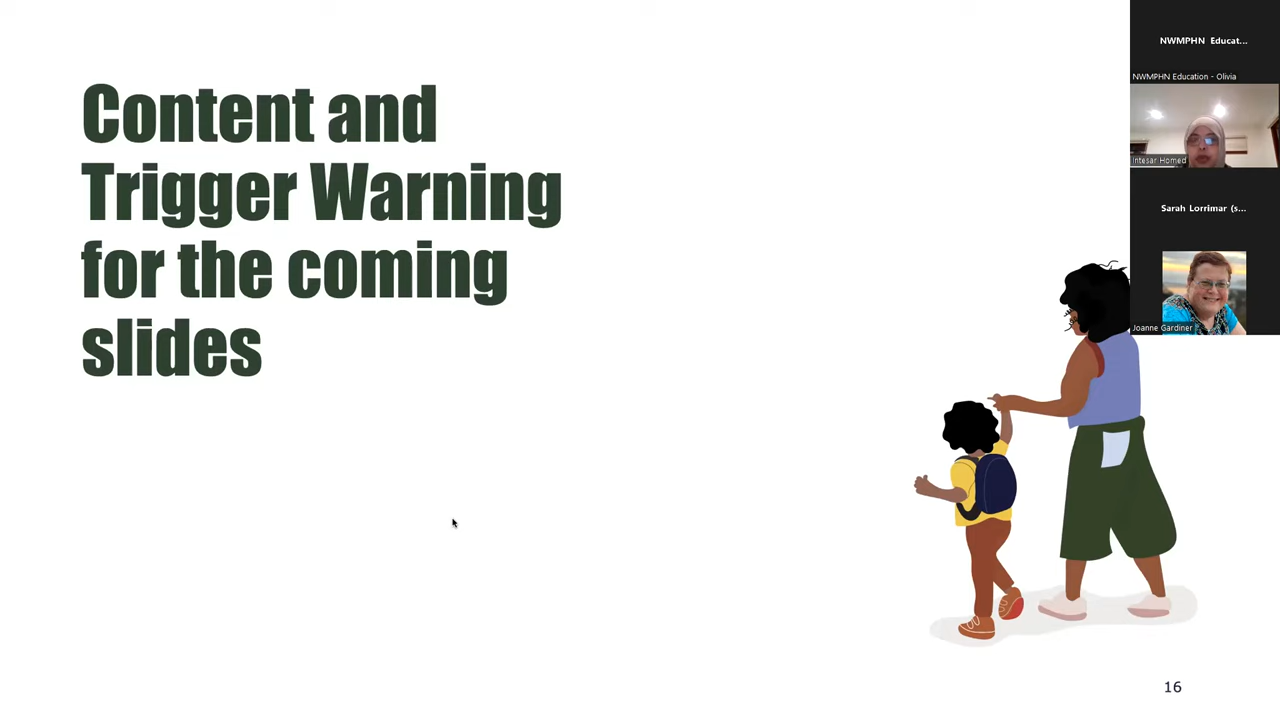 Content and
Trigger Warning
for the coming
slides
NWMPHN Educat...
NWMPHN Education - Olivia
Intesar Homed
Sarah Lorrimar (s...
Joanne Gardiner
16